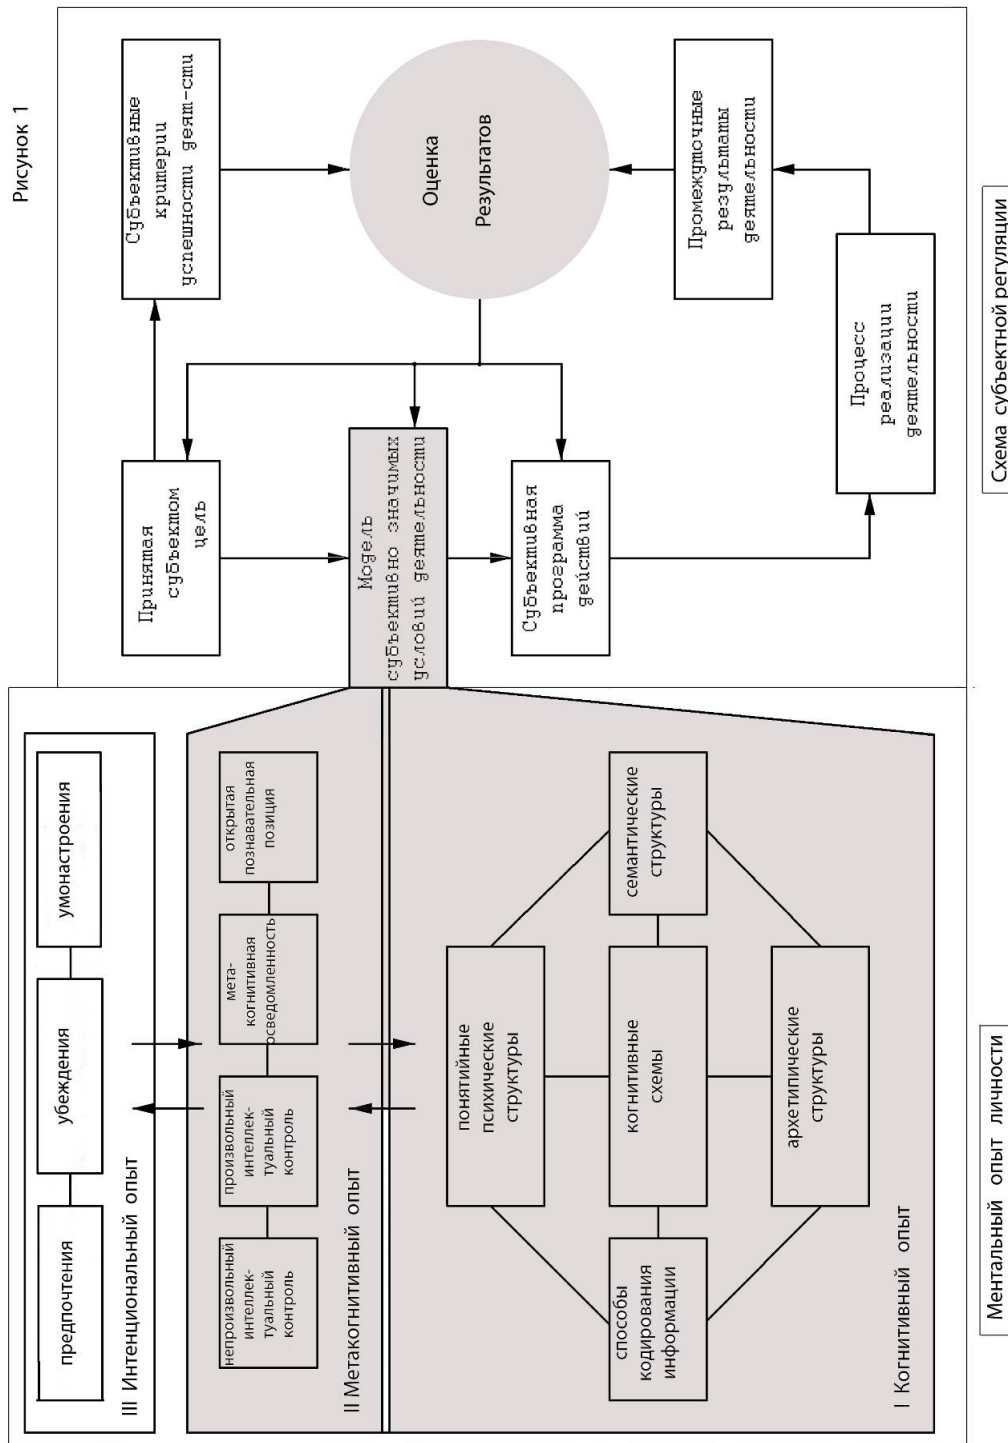 Рисунок 1
III Интенциональный опыт
предпочтения
убеждения
умонастроения
II Метакогнитивный опыт
непроизвольный
интеллек-
туальный
контроль
произвольный
интеллек-
туальный
контроль
мета-
когнитивная
осведомленность
открытая
познавательная
позиция
I Когнитивный опыт
способы
кодирования
информации
понятийные
психические
структуры
когнитивные
схемы
архетипические
структуры
семантические
структуры
Ментальный опыт личности
Принятая
субъектом
цель
Субъективные
критерии
успешности деят-сти
Модель
субъективно значимых
условий деятельности
Оценка
Результатов
Субъективная
программа
действий
Промежуточные
результаты
деятельности
Процесс
реализации
деятельности
Схема субъектной регуляции